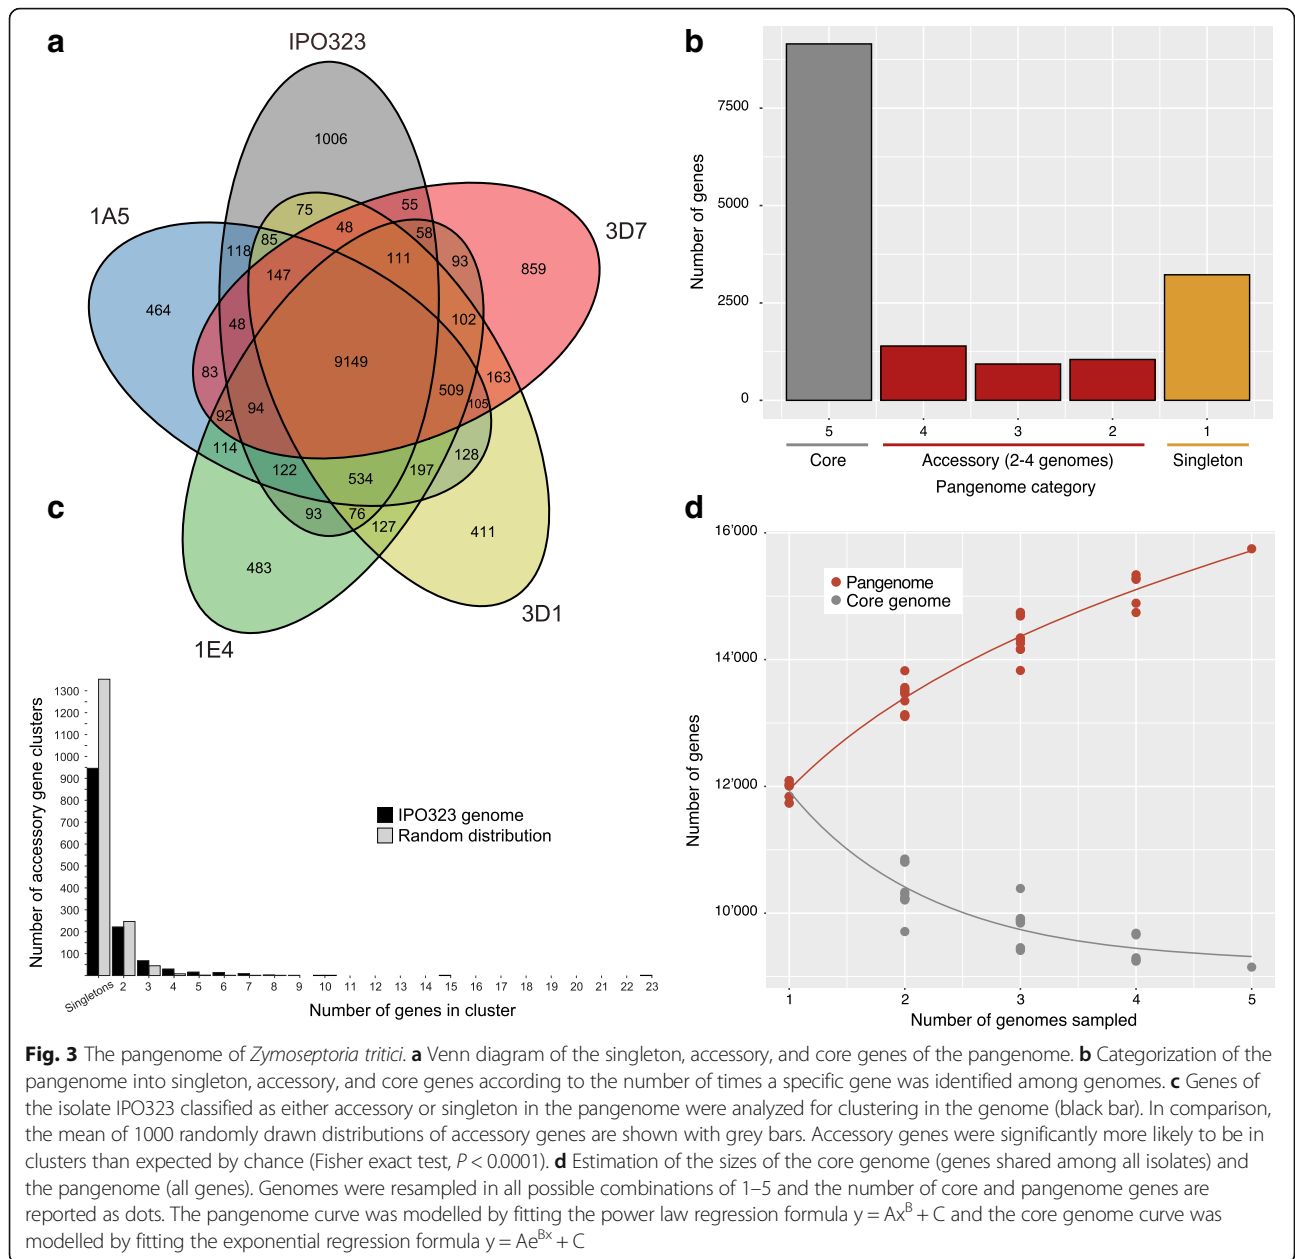 a
IPO323
1006
1A5
3D7
75
55
48
58
85
118
93
147
111
859
464
102
48
9149
83
163
509
105
92
94
114
128
122
197
534
93
76
127
411
483
3D1
1E4
b
Number of genes
7500
5000
2500
0
5
4
3
2
1
Core
Accessory (2-4 genomes)
Singleton
Pangenome category
c
Number of accessory gene clusters
1300
1200
1100
1000
900
800
700
600
500
400
300
200
100
IPO323 genome
Random distribution
Singletons 2 3 4 5 6 7 8 9 10 11 12 13 14 15 16 17 18 19 20 21 22 23
Number of genes in cluster
d
Number of genes
16’000
14’000
12’000
10’000
Pangenome
Core genome
1 2 3 4 5
Number of genomes sampled
Fig. 3 The pangenome of Zymoseptoria tritici. a Venn diagram of the singleton, accessory, and core genes of the pangenome. b Categorization of the
pangenome into singleton, accessory, and core genes according to the number of times a specific gene was identified among genomes. c Genes of
the isolate IPO323 classified as either accessory or singleton in the pangenome were analyzed for clustering in the genome (black bar). In comparison,
the mean of 1000 randomly drawn distributions of accessory genes are shown with grey bars. Accessory genes were significantly more likely to be in
clusters than expected by chance (Fisher exact test, P < 0.0001). d Estimation of the sizes of the core genome (genes shared among all isolates) and
the pangenome (all genes). Genomes were resampled in all possible combinations of 1–5 and the number of core and pangenome genes are
reported as dots. The pangenome curve was modelled by fitting the power law regression formula y = Ax^B + C and the core genome curve was
modelled by fitting the exponential regression formula y = Ae^Bx + C